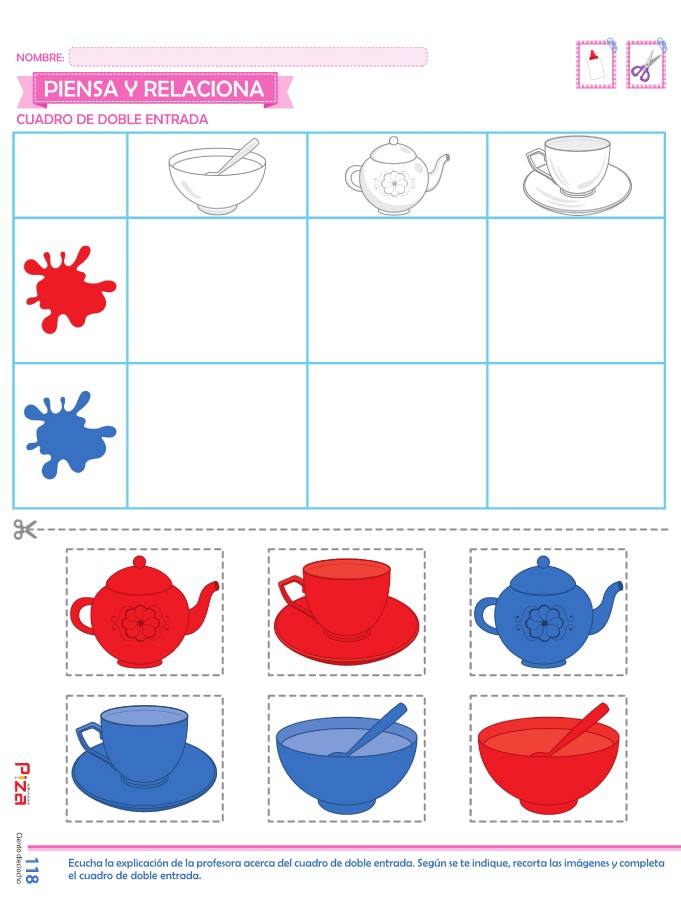 NOMBRE:
PIENSA Y RELACIONA
CUADRO DE DOBLE ENTRADA
Piza
Ciento dieciocho
118
Ecucha la explicación de la profesora acerca del cuadro de doble entrada. Según se te indique, recorta las imágenes y completa
el cuadro de doble entrada.